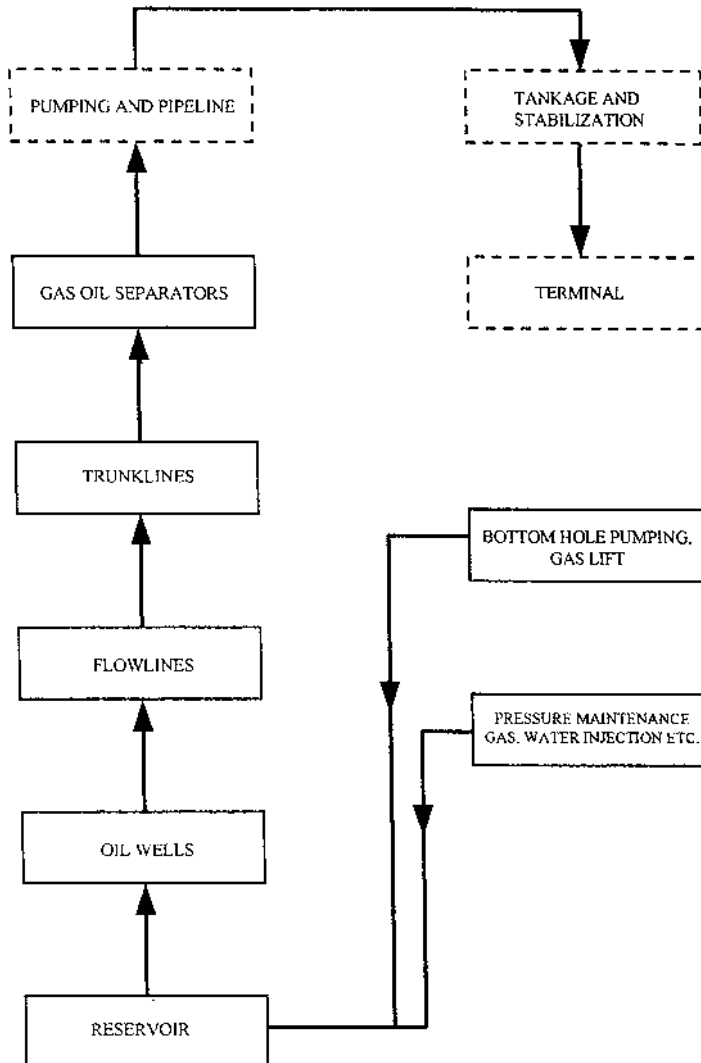 PUMPING AND PIPELINE
TANKAGE AND
STABILIZATION
GAS OIL SEPARATORS
TERMINAL
TRUNKLINES
BOTTOM HOLE PUMPING,
GAS LIFT
FLOWLINES
PRESSURE MAINTENANCE
GAS, WATER INJECTION ETC.
OIL WELLS
RESERVOIR